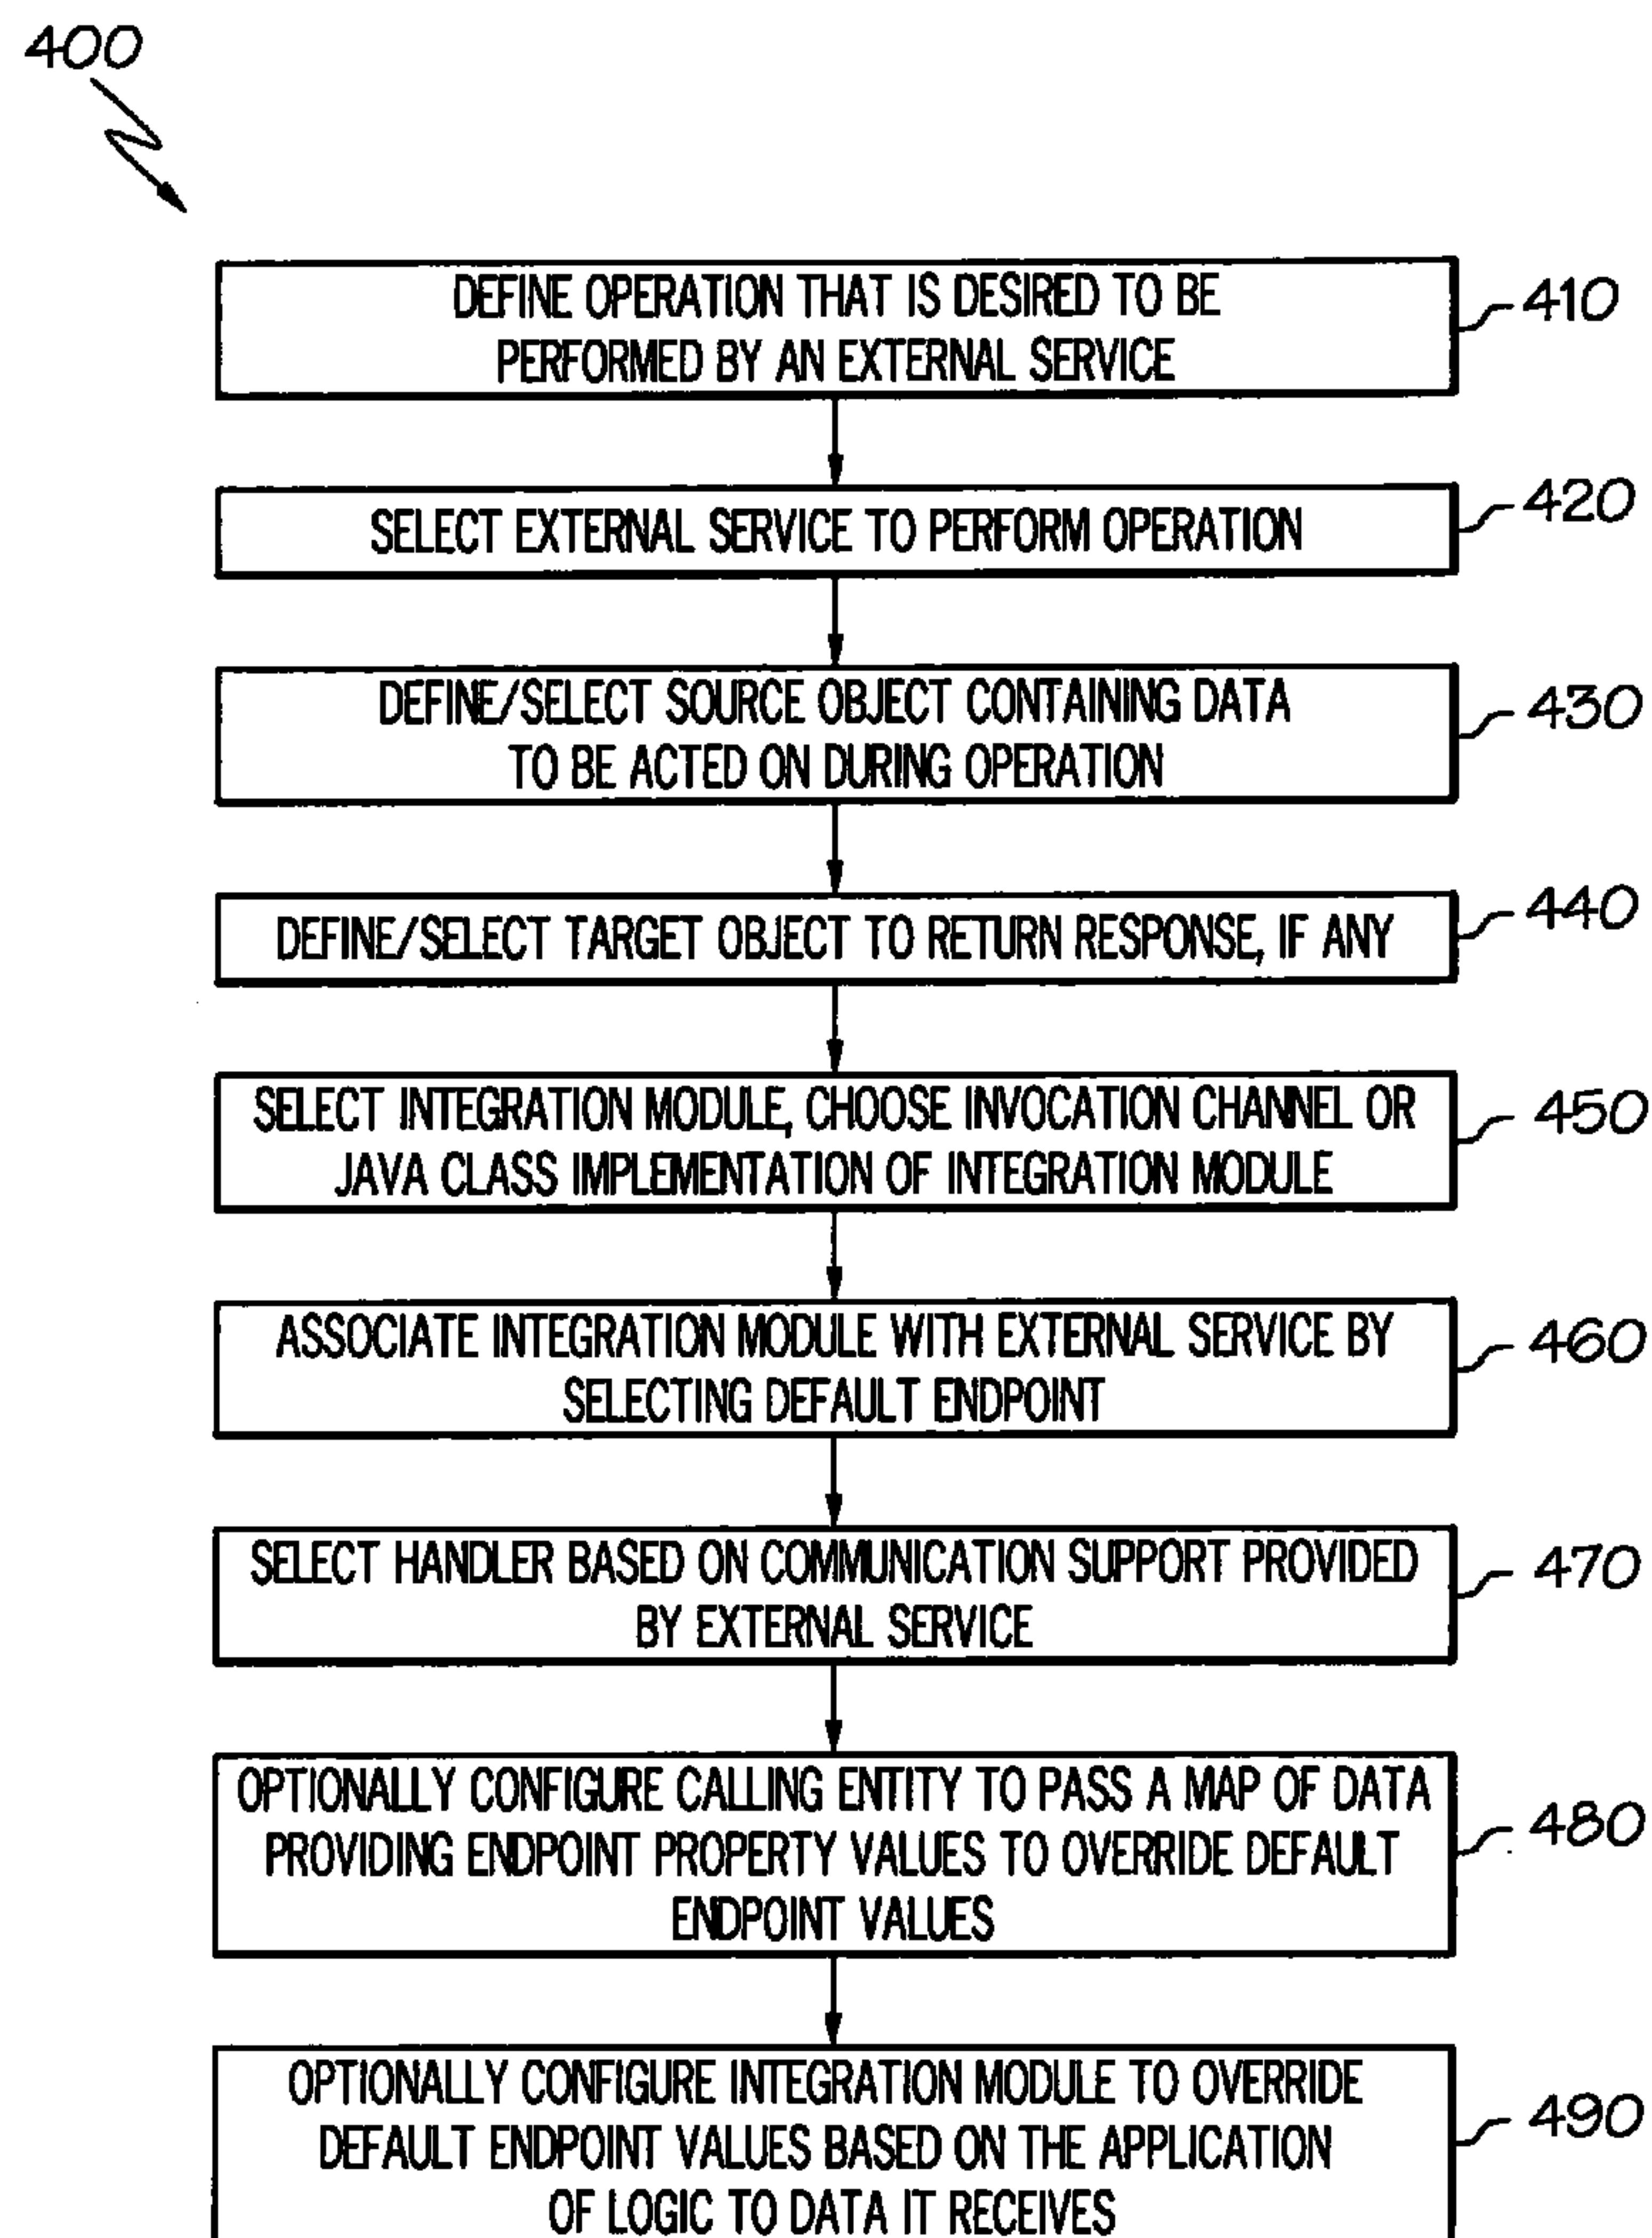 400
DEFINE OPERATION THAT IS DESIRED TO BE
PERFORMED BY AN EXTERNAL SERVICE
410
SELECT EXTERNAL SERVICE TO PERFORM OPERATION
420
DEFINE/SELECT SOURCE OBJECT CONTAINING DATA
TO BE ACTED ON DURING OPERATION
430
DEFINE/SELECT TARGET OBJECT TO RETURN RESPONSE, IF ANY
440
SELECT INTEGRATION MODULE, CHOOSE INVOCATION CHANNEL OR
JAVA CLASS IMPLEMENTATION OF INTEGRATION MODULE
450
ASSOCIATE INTEGRATION MODULE WITH EXTERNAL SERVICE BY
SELECTING DEFAULT ENDPOINT
460
SELECT HANDLER BASED ON COMMUNICATION SUPPORT PROVIDED
BY EXTERNAL SERVICE
470
OPTIONALLY CONFIGURE CALLING ENTITY TO PASS A MAP OF DATA
PROVIDING ENDPOINT PROPERTY VALUES TO OVERRIDE DEFAULT
ENDPOINT VALUES
480
OPTIONALLY CONFIGURE INTEGRATION MODULE TO OVERRIDE
DEFAULT ENDPOINT VALUES BASED ON THE APPLICATION
OF LOGIC TO DATA IT RECEIVES
490